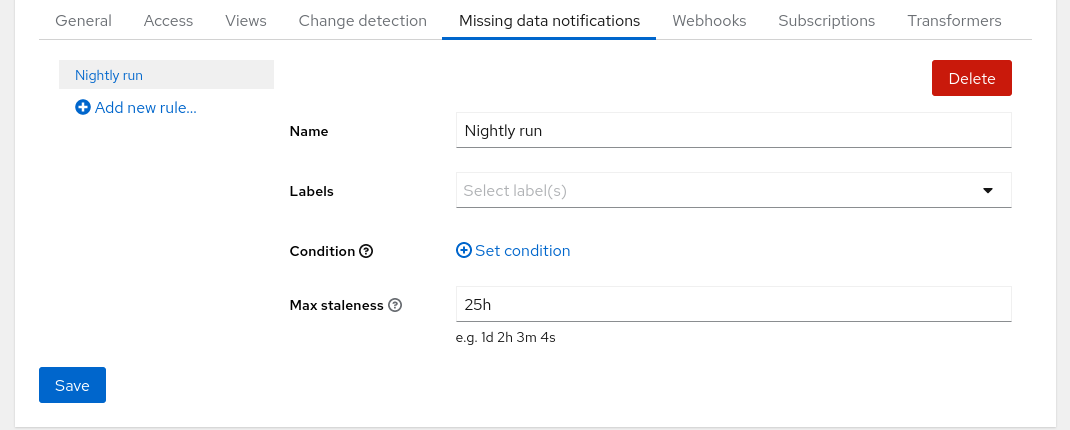 General Access Views Change detection Missing data notifications Webhooks Subscriptions Transformers
Nightly run
Delete
Add new rule...
Name
Nightly run
Labels
Select label(s)
Condition
Set condition
Max staleness
25h
e.g. 1d 2h 3m 4s
Save